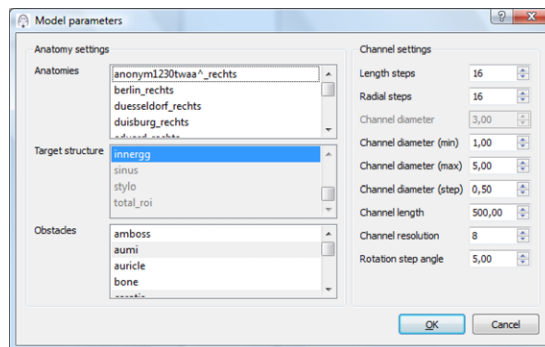 Model parameters
Anatomy settings
Anatomies
anonym1230twaa^_rechts
berlin_rechts
duesseldorf_rechts
duisburg_rechts
Target structure
innergg
sinus
stylo
total_roi
Obstacles
amboss
aumi
auricle
bone
Channel settings
Length steps 16
Radial steps 16
Channel diameter 3,00
Channel diameter (min) 1,00
Channel diameter (max) 5,00
Channel diameter (step) 0,50
Channel length 500,00
Channel resolution 8
Rotation step angle 5,00
OK Cancel